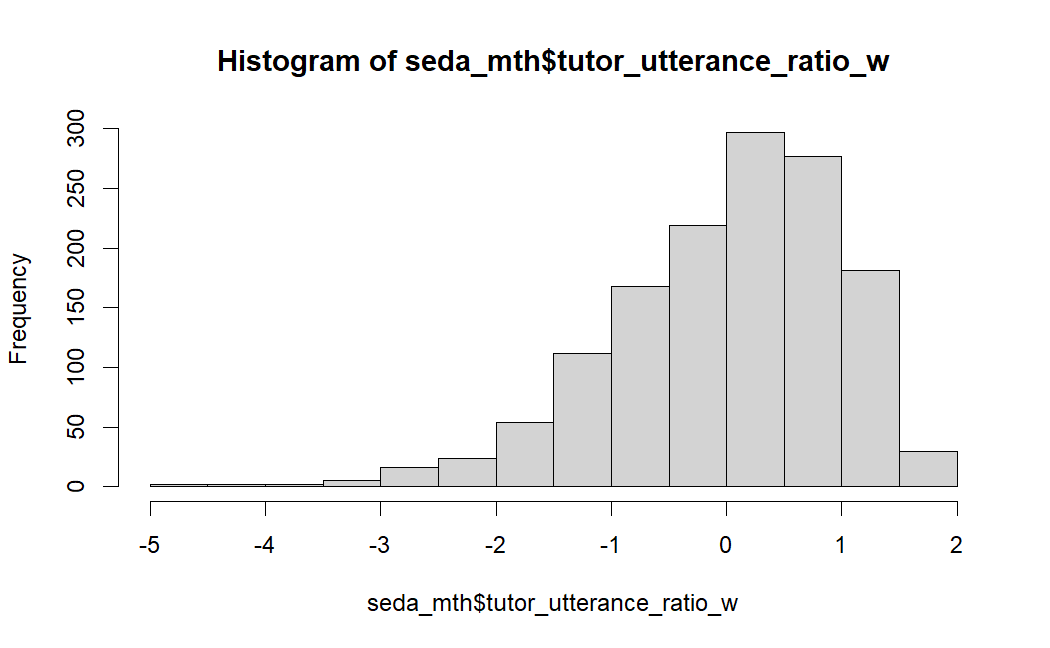 Histogram of seda_mth$tutor_utterance_ratio_w
Frequency
300
250
200
150
100
50
0
-5 -4 -3 -2 -1 0 1 2
seda_mth$tutor_utterance_ratio_w